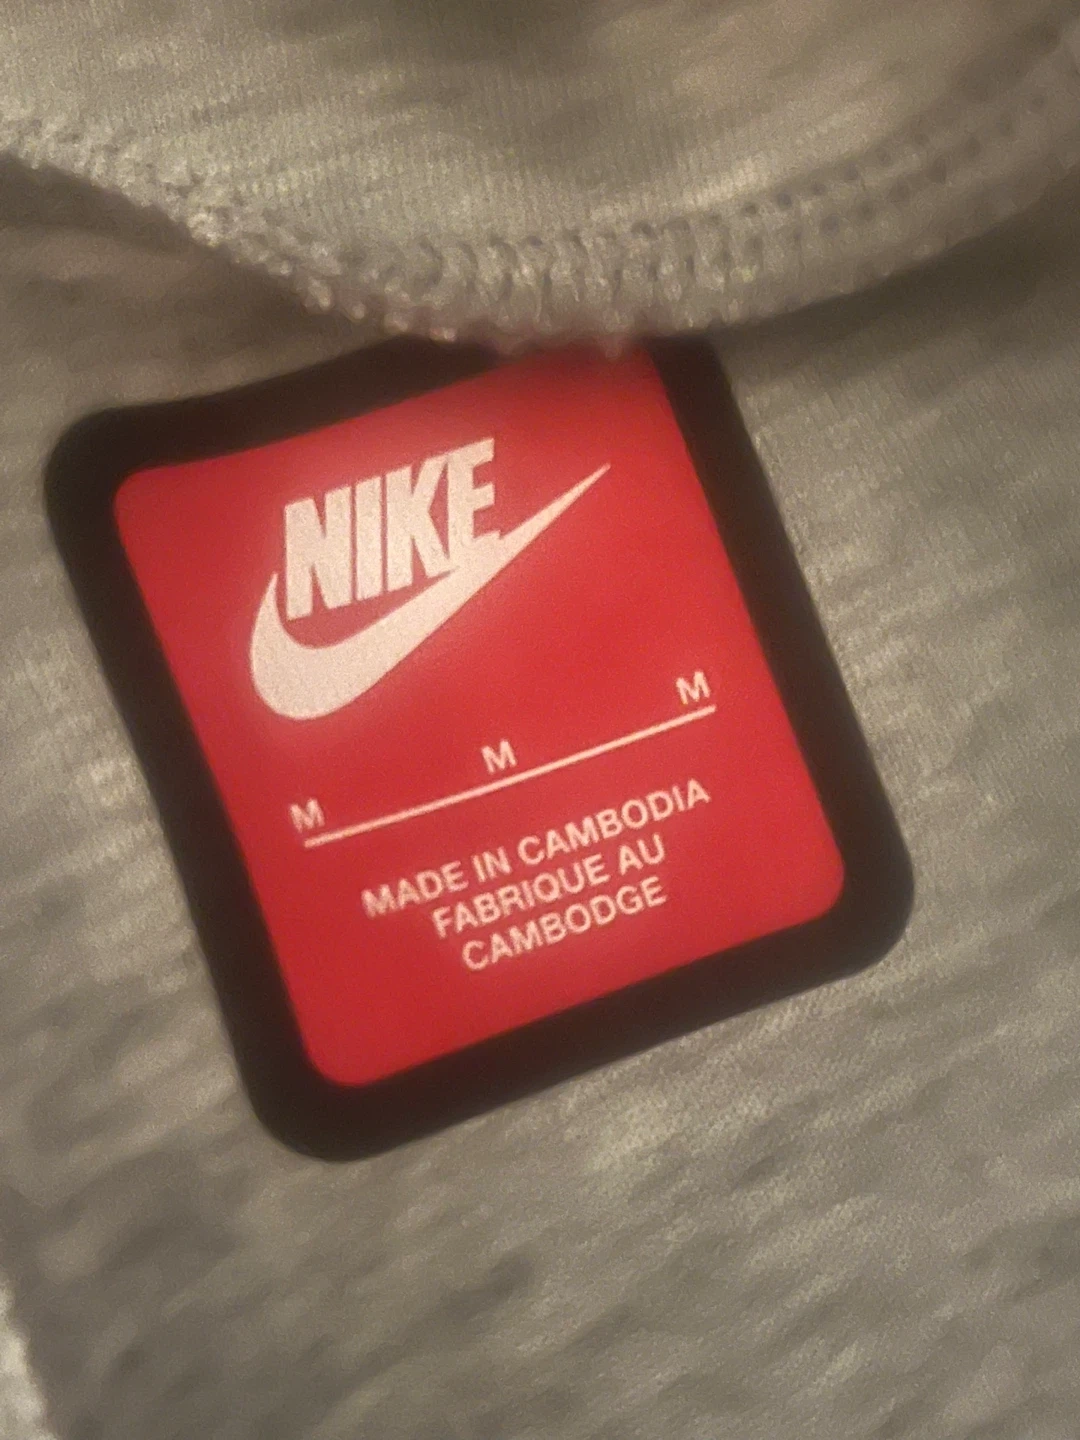 NIKE
M M M
MADE IN CAMBODIA
FABRIQUE AU
CAMBODGE